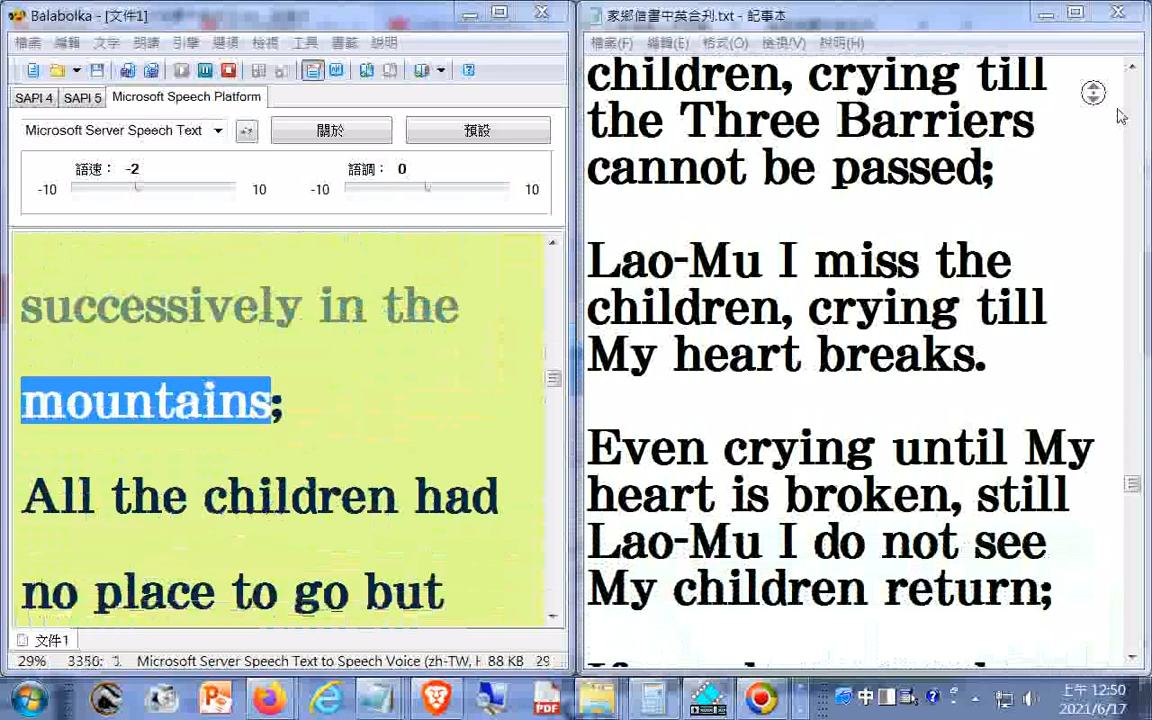 Balabolka - [文件1]
檔案 編輯 文字 朗讀 引擎 選項 檢視 工具 書籤 說明
SAPI 4 SAPI 5 Microsoft Speech Platform
Microsoft Server Speech Text
關於
預設
語速: -2
-10 10
語調: 0
-10 10
successively in the
mountains;
All the children had
no place to go but
文件1
29% Microsoft Server Speech Text to Speech Voice (zh-TW, H 88 KB 29
家鄉信書中英合刋.txt - 記事本
檔案(F) 編輯(E) 格式(O) 檢視(V) 說明(H)
children, crying till
the Three Barriers
cannot be passed;
Lao-Mu I miss the
children, crying till
My heart breaks.
Even crying until My
heart is broken, still
Lao-Mu I do not see
My children return;
中
上午 12:50
2021/6/17